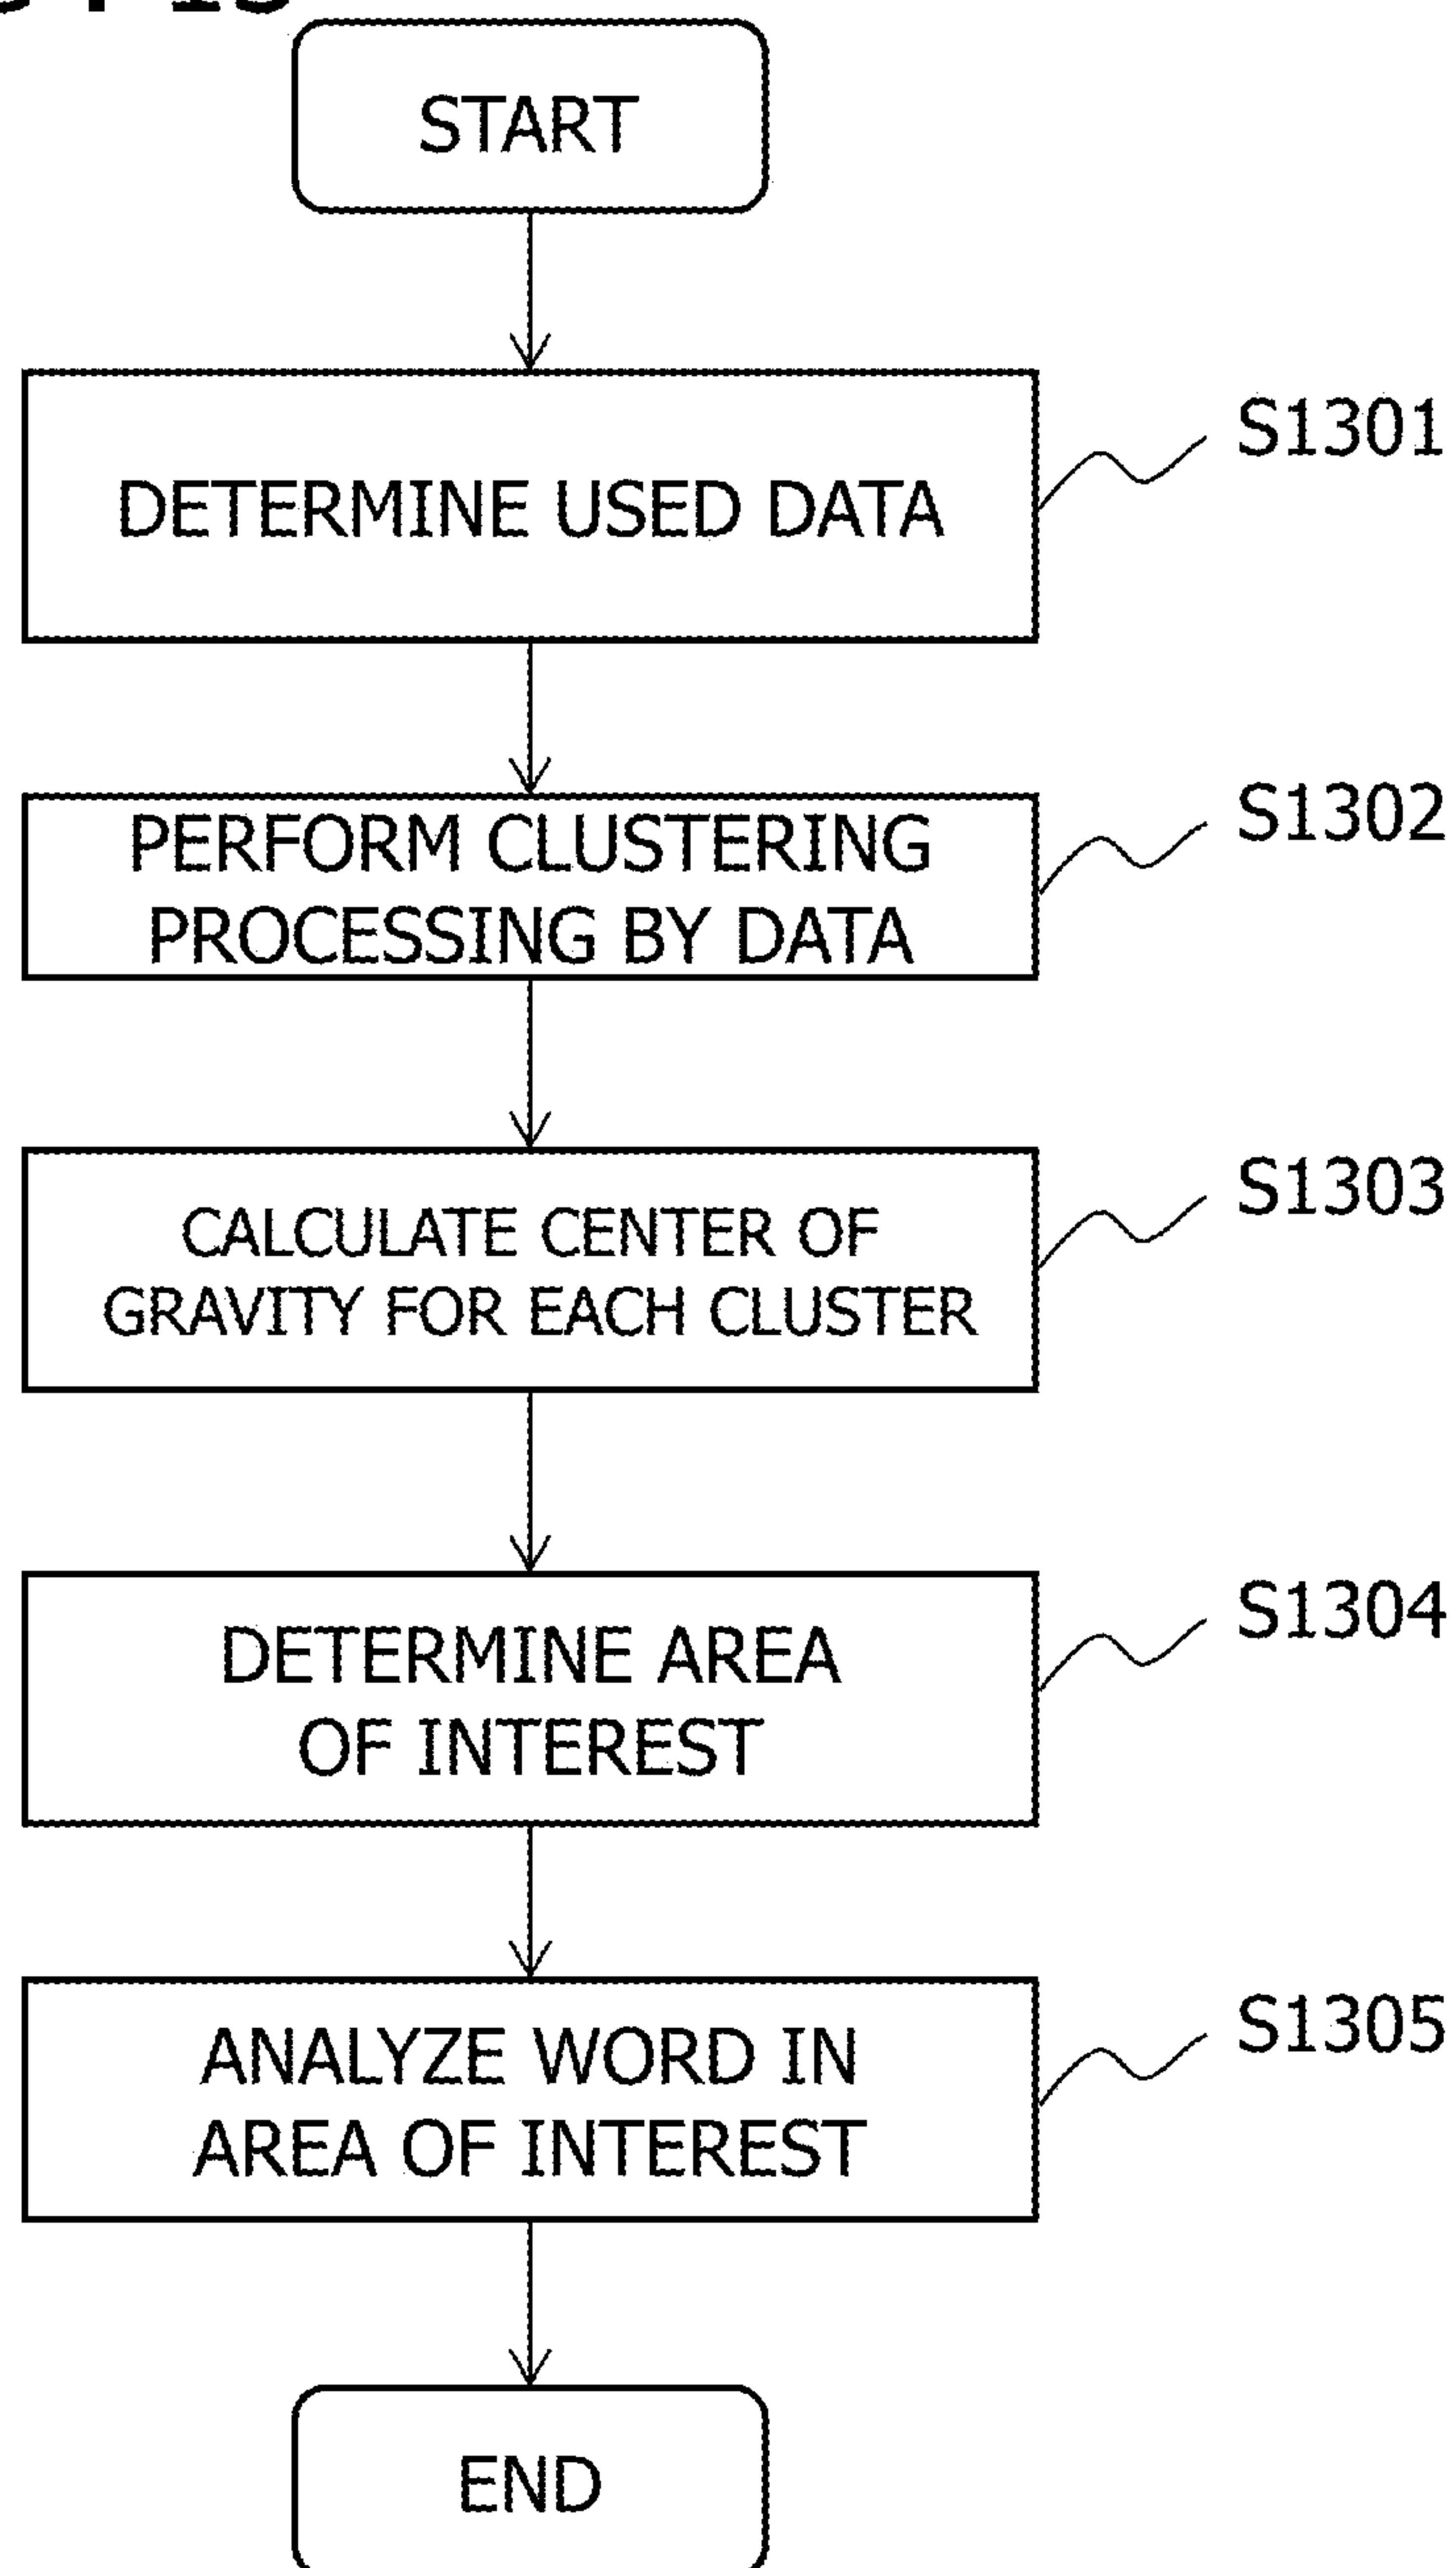 START
DETERMINE USED DATA
S1301
PERFORM CLUSTERING
PROCESSING BY DATA
S1302
CALCULATE CENTER OF
GRAVITY FOR EACH CLUSTER
S1303
DETERMINE AREA
OF INTEREST
S1304
ANALYZE WORD IN
AREA OF INTEREST
S1305
END